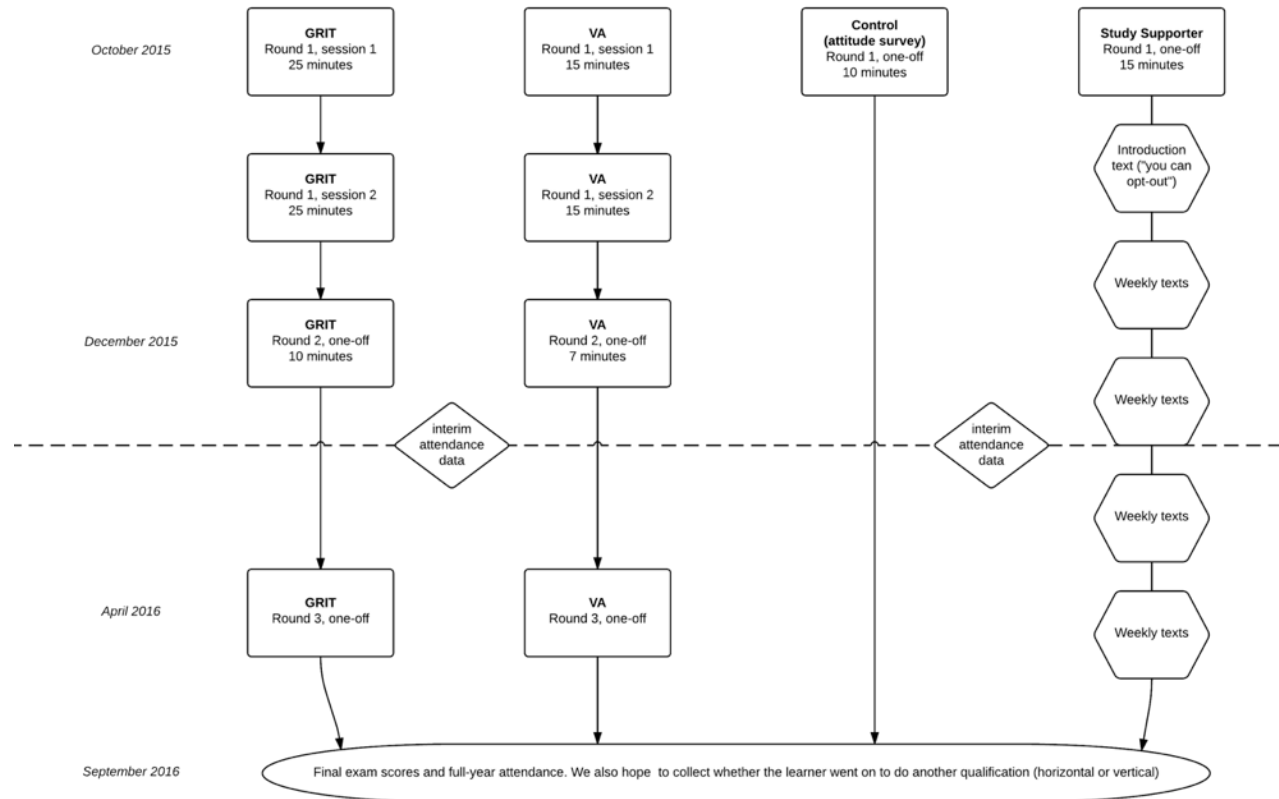 October 2015
GRIT
Round 1, session 1
25 minutes
VA
Round 1, session 1
15 minutes
Control
(attitude survey)
Round 1, one-off
10 minutes
Study Supporter
Round 1, one-off
15 minutes
Introduction
text ("you can
opt-out")
GRIT
Round 1, session 2
25 minutes
VA
Round 1, session 2
15 minutes
Weekly texts
December 2015
GRIT
Round 2, one-off
10 minutes
VA
Round 2, one-off
7 minutes
Weekly texts
interim
attendance
data
interim
attendance
data
Weekly texts
April 2016
GRIT
Round 3, one-off
VA
Round 3, one-off
Weekly texts
September 2016
Final exam scores and full-year attendance. We also hope  to collect whether the learner went on to do another qualification (horizontal or vertical)